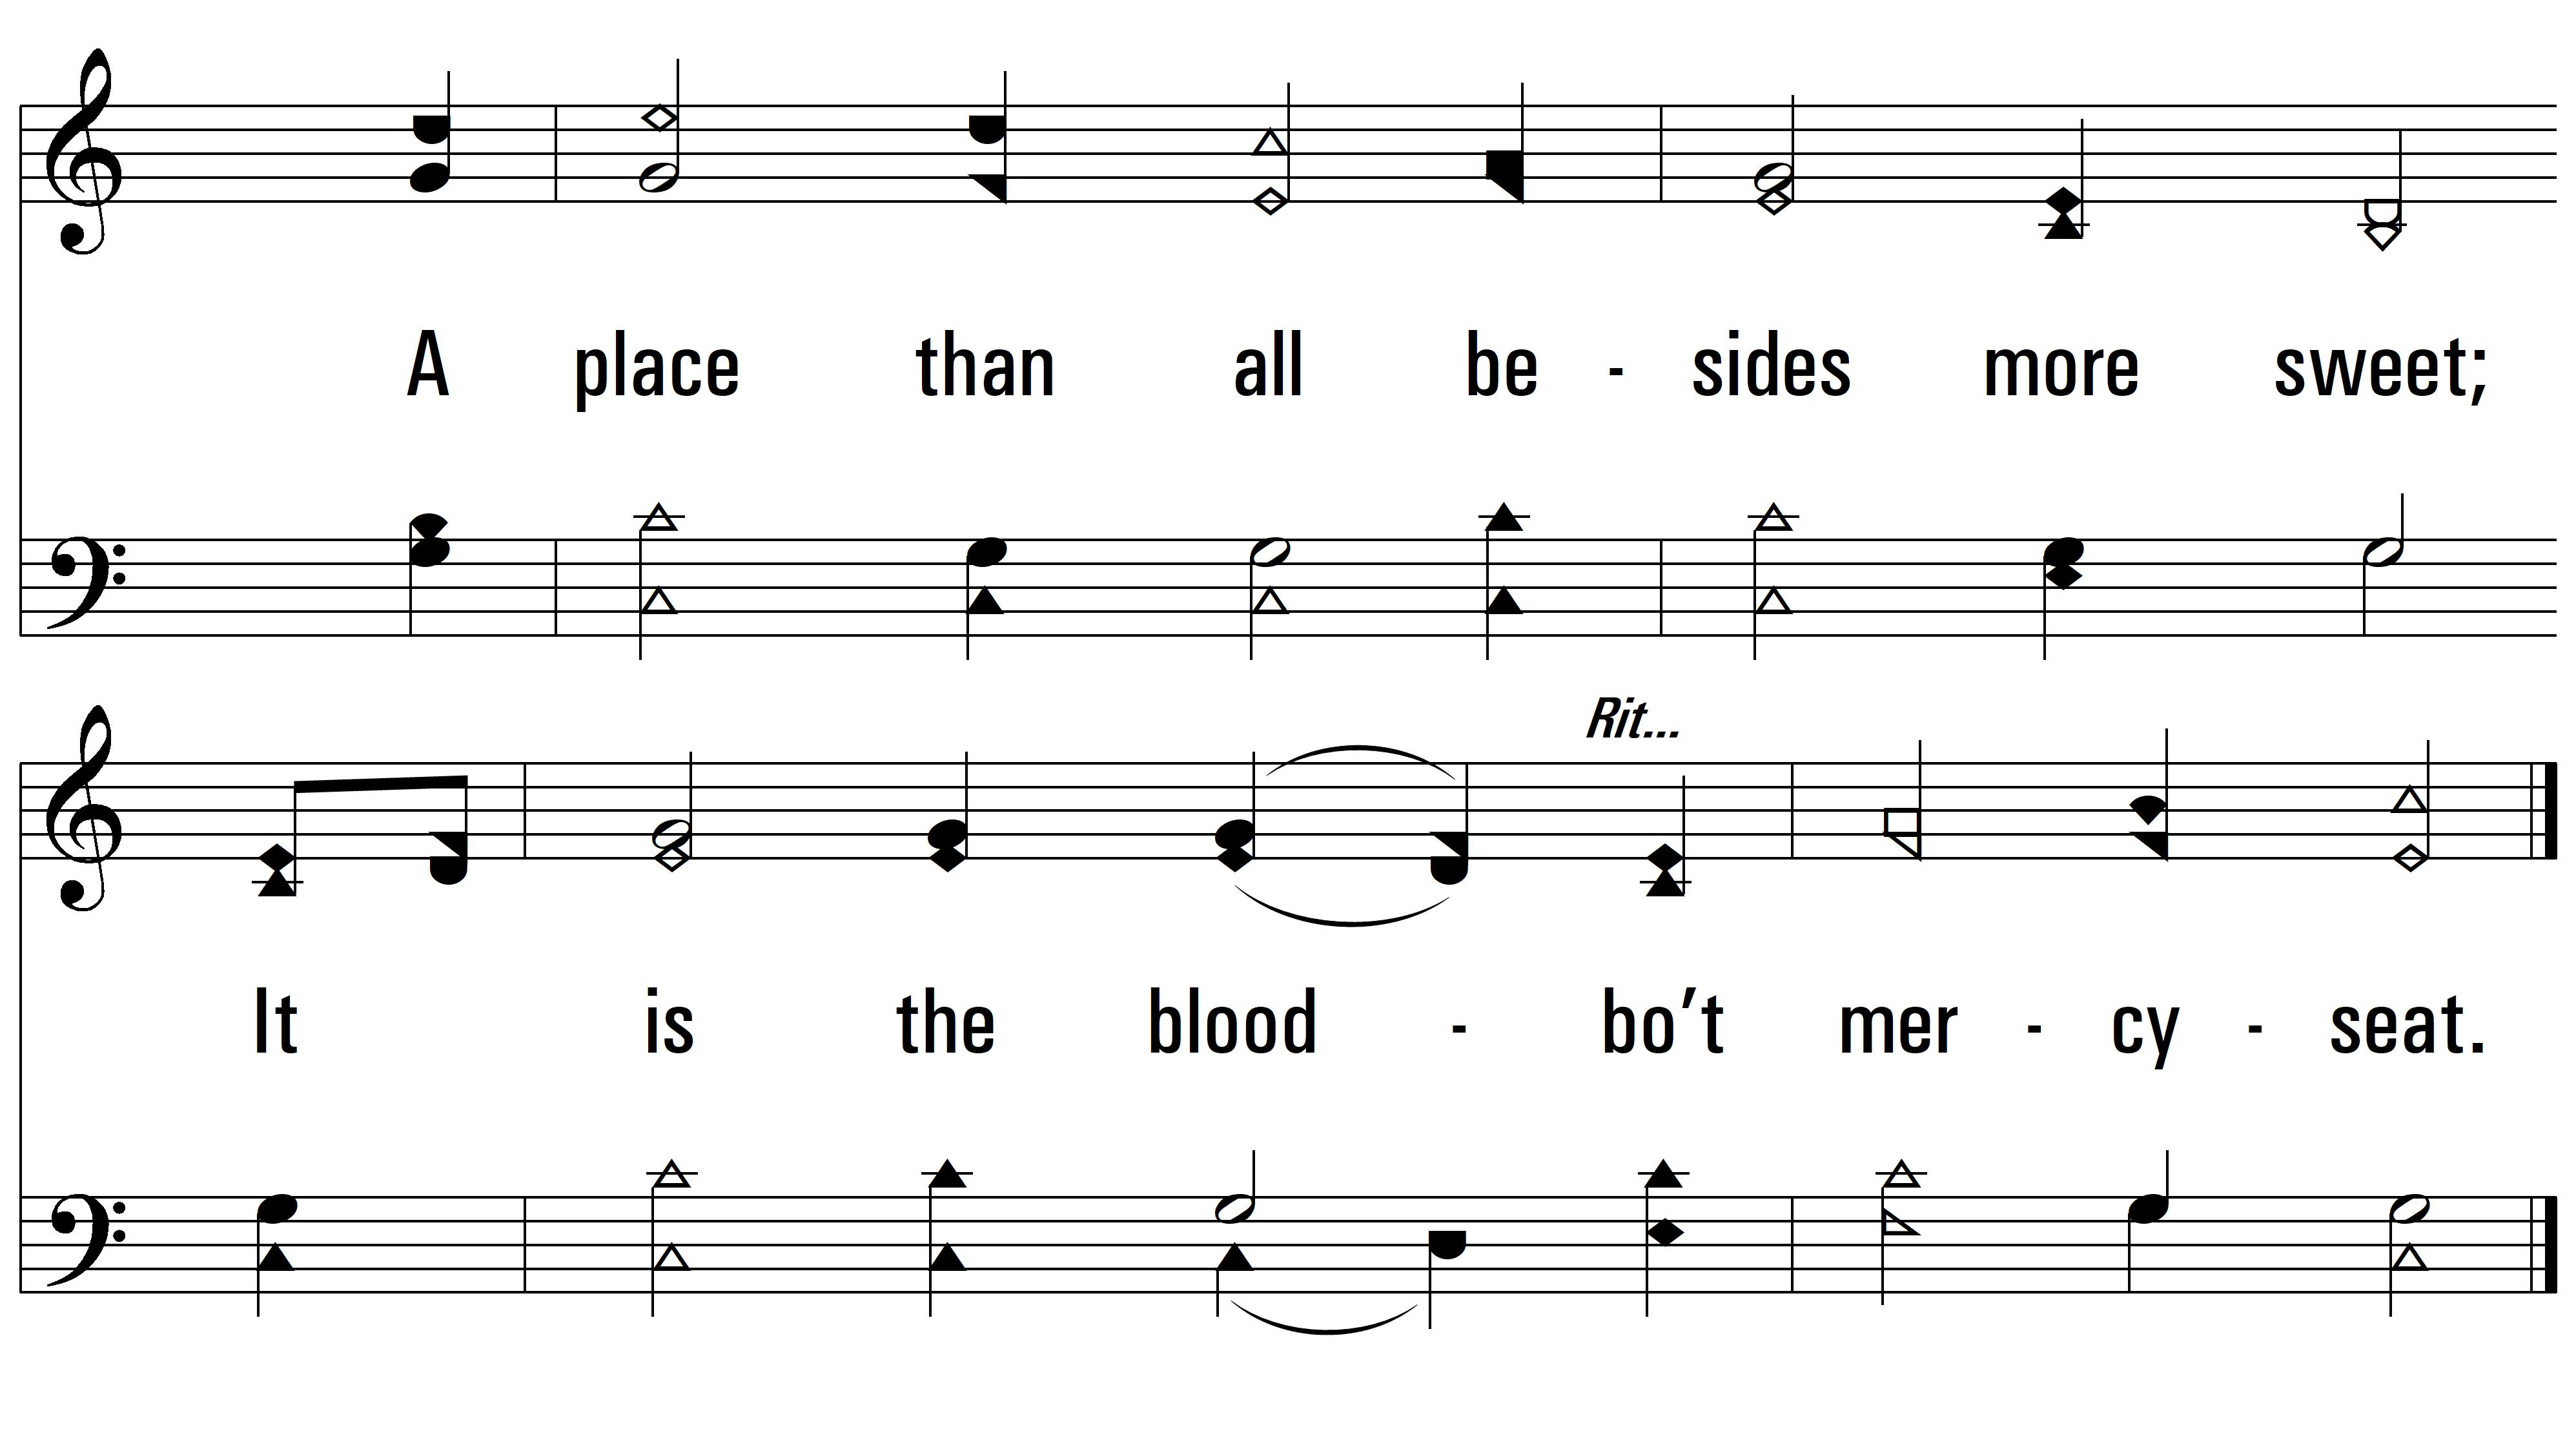 A place than all be - sides more sweet;
Rit...
It is the blood - bo’t mer - cy - seat.